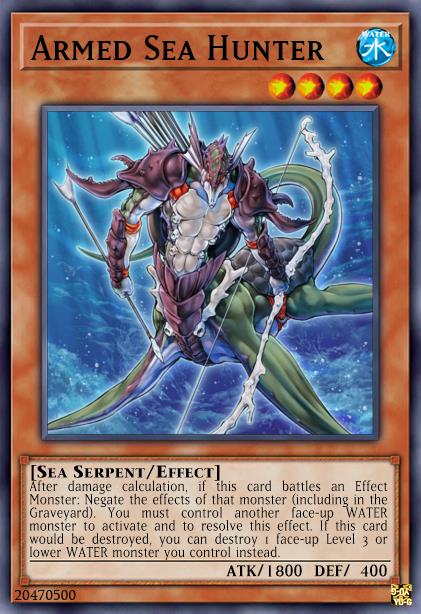 ARMED SEA HUNTER
WATER
水
[SEA SERPENT/EFFECT]
After damage calculation, if this card battles an Effect
Monster: Negate the effects of that monster (including in the
Graveyard). You must control another face-up WATER
monster to activate and to resolve this effect. If this card
would be destroyed, you can destroy 1 face-up Level 3 or
lower WATER monster you control instead.
ATK/1800 DEF/ 400
20470500